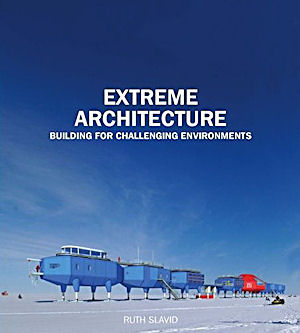 EXTREME
ARCHITECTURE
BUILDING FOR CHALLENGING ENVIRONMENTS
RUTH SLAVID